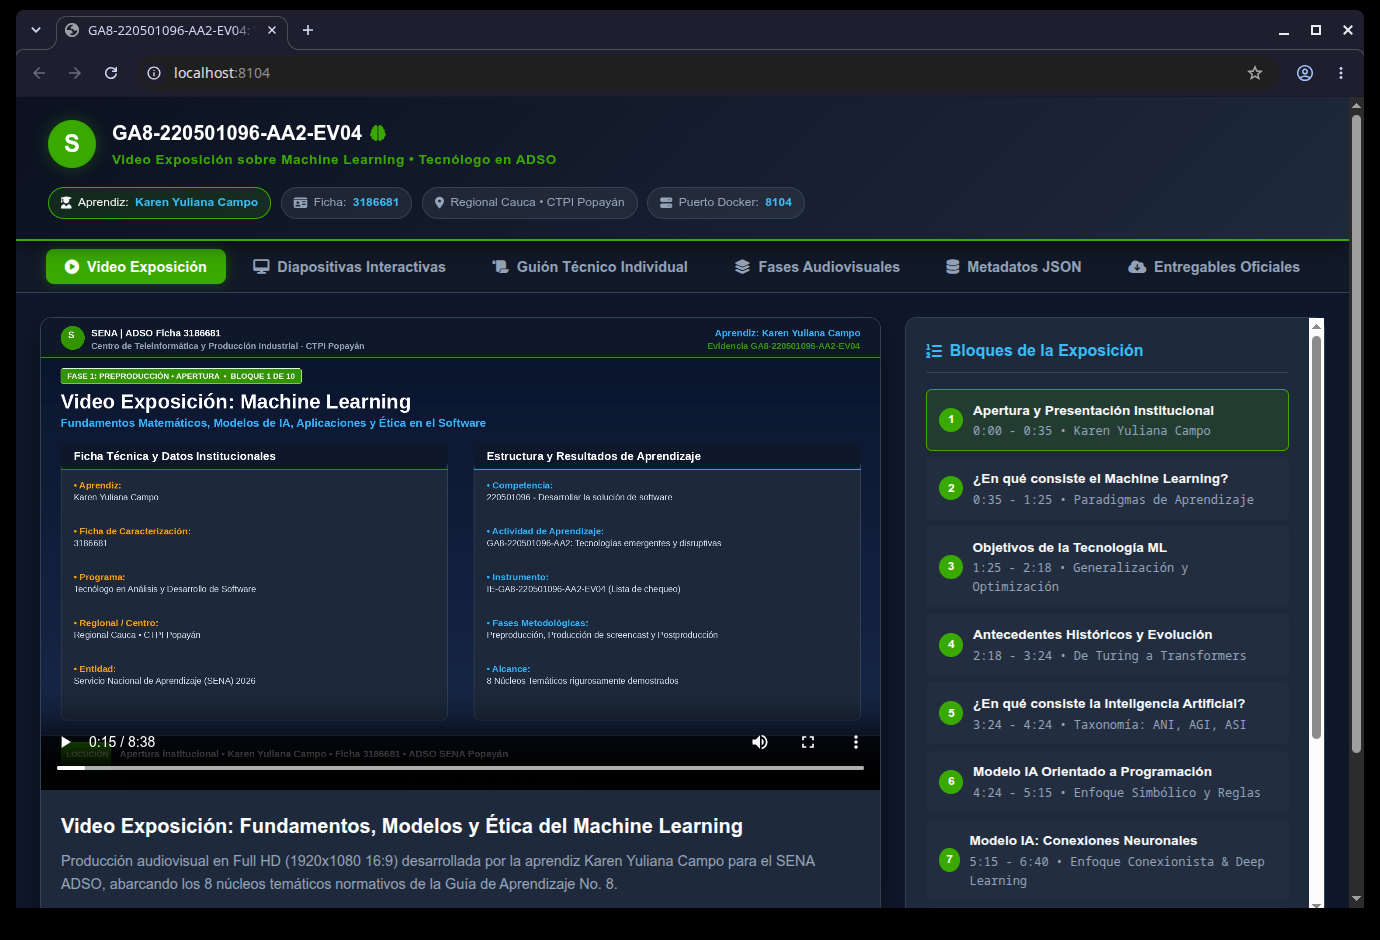 GA8-220501096-AA2-EV04:
localhost:8104
S
GA8-220501096-AA2-EV04
Video Exposición sobre Machine Learning • Tecnólogo en ADSO
Aprendiz: Karen Yuliana Campo
Ficha: 3186681
Regional Cauca • CTPI Popayán
Puerto Docker: 8104
Video Exposición
Diapositivas Interactivas
Guión Técnico Individual
Fases Audiovisuales
Metadatos JSON
Entregables Oficiales
S
SENA | ADSO Ficha 3186681
Centro de Teleinformática y Producción Industrial - CTPI Popayán
Aprendiz: Karen Yuliana Campo
Evidencia GA8-220501096-AA2-EV04
FASE 1: PREPRODUCCIÓN • APERTURA • BLOQUE 1 DE 10
Video Exposición: Machine Learning
Fundamentos Matemáticos, Modelos de IA, Aplicaciones y Ética en el Software
Ficha Técnica y Datos Institucionales
• Aprendiz:
Karen Yuliana Campo
• Ficha de Caracterización:
3186681
• Programa:
Tecnólogo en Análisis y Desarrollo de Software
• Regional / Centro:
Regional Cauca • CTPI Popayán
• Entidad:
Servicio Nacional de Aprendizaje (SENA) 2026
Estructura y Resultados de Aprendizaje
• Competencia:
220501096 - Desarrollar la solución de software
• Actividad de Aprendizaje:
GA8-220501096-AA2: Tecnologías emergentes y disruptivas
• Instrumento:
IE-GA8-220501096-AA2-EV04 (Lista de chequeo)
• Fases Metodológicas:
Preproducción, Producción de screencast y Postproducción
• Alcance:
8 Núcleos Temáticos rigurosamente demostrados
0:15 / 8:38
LOCUCIÓN
Apertura Institucional • Karen Yuliana Campo • Ficha 3186681 • ADSO SENA Popayán
Video Exposición: Fundamentos, Modelos y Ética del Machine Learning
Producción audiovisual en Full HD (1920x1080 16:9) desarrollada por la aprendiz Karen Yuliana Campo para el SENA
ADSO, abarcando los 8 núcleos temáticos normativos de la Guía de Aprendizaje No. 8.
Bloques de la Exposición
1
Apertura y Presentación Institucional
0:00 - 0:35 • Karen Yuliana Campo
2
¿En qué consiste el Machine Learning?
0:35 - 1:25 • Paradigmas de Aprendizaje
3
Objetivos de la Tecnología ML
1:25 - 2:18 • Generalización y
Optimización
4
Antecedentes Históricos y Evolución
2:18 - 3:24 • De Turing a Transformers
5
¿En qué consiste la Inteligencia Artificial?
3:24 - 4:24 • Taxonomía: ANI, AGI, ASI
6
Modelo IA Orientado a Programación
4:24 - 5:15 • Enfoque Simbólico y Reglas
7
Modelo IA: Conexiones Neuronales
5:15 - 6:40 • Enfoque Conexionista & Deep
Learning